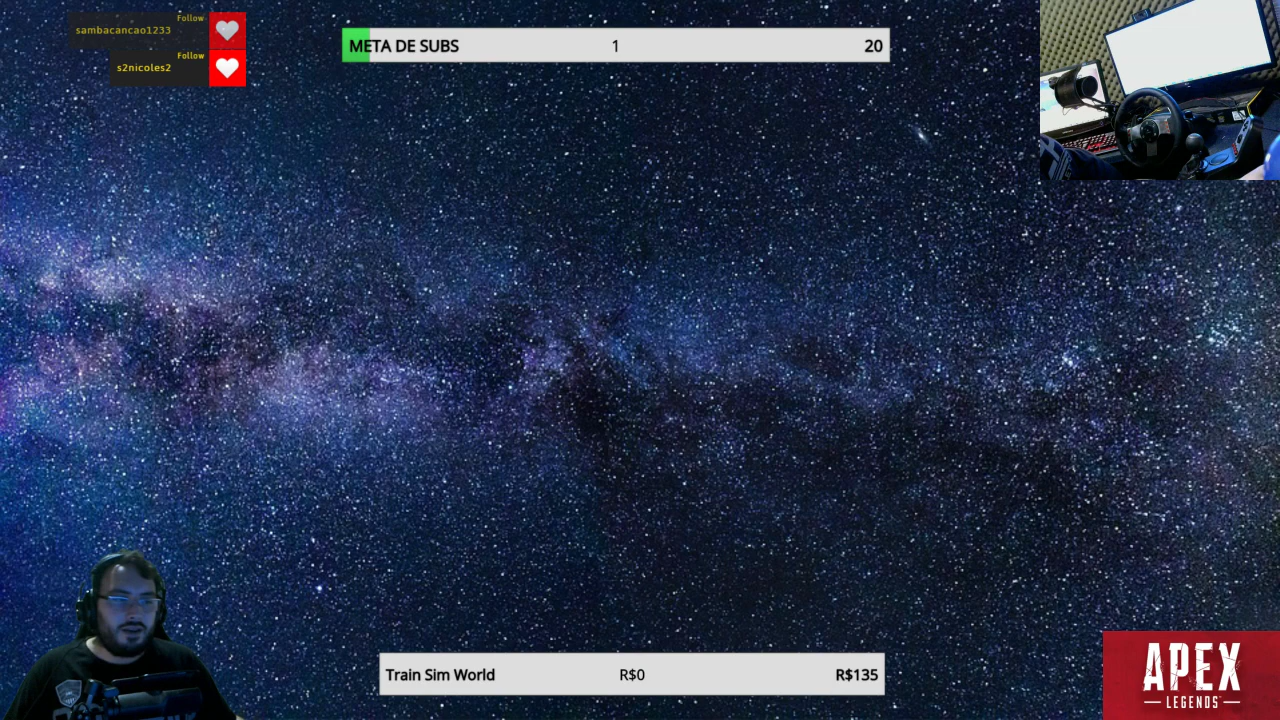 Follow
sambacancao1233
Follow
s2nicoles2
META DE SUBS 1 20
Train Sim World R$0 R$135
APEX
LEGENDS